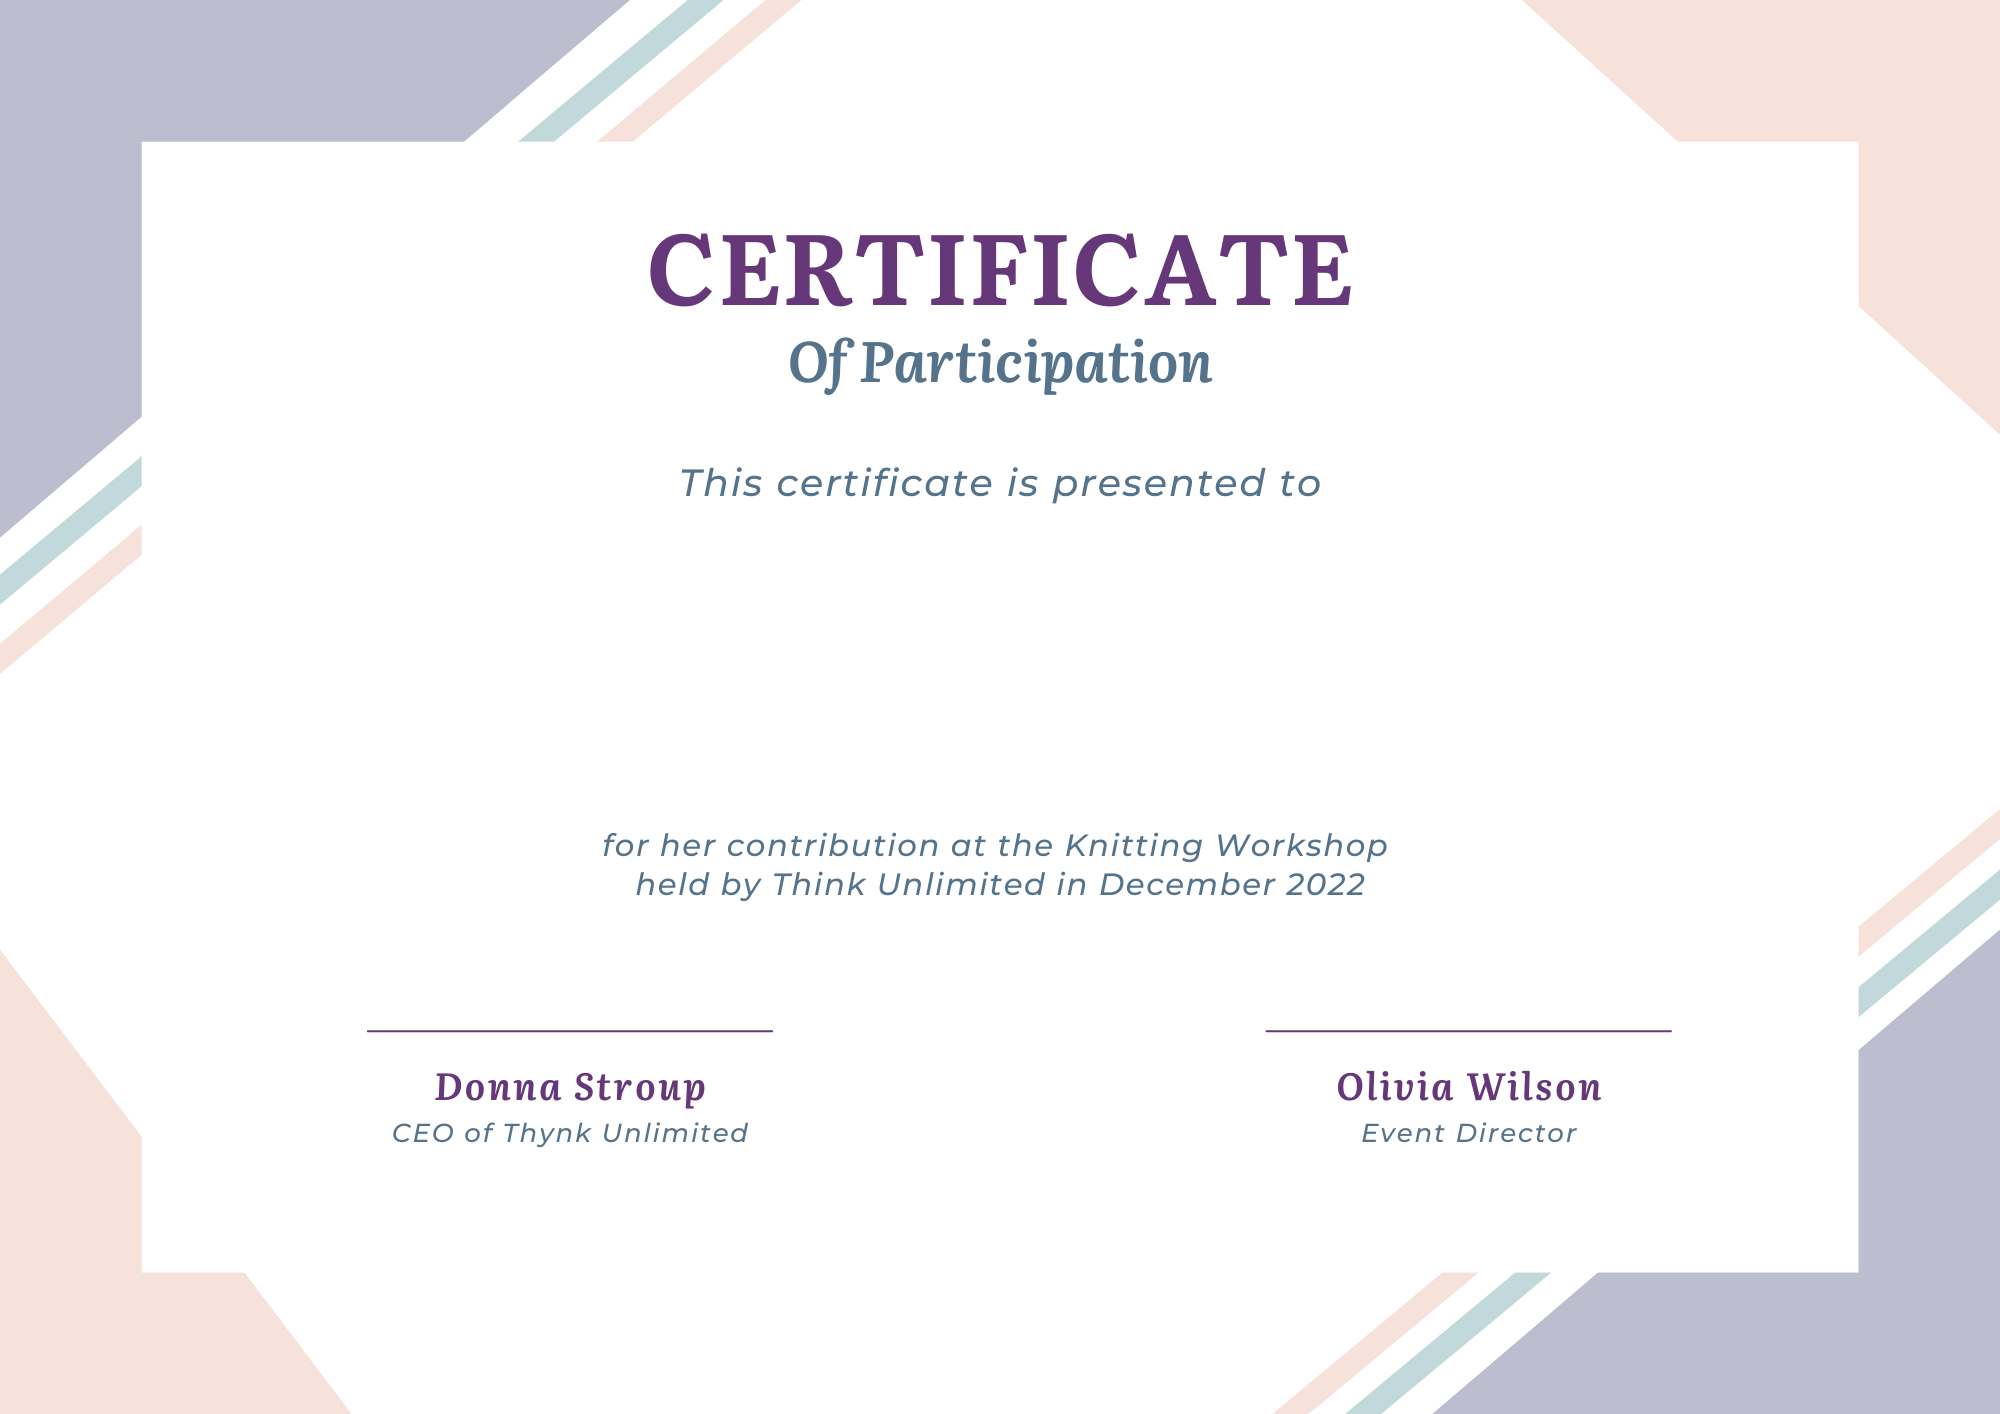 CERTIFICATE
Of Participation
This certificate is presented to
for her contribution at the Knitting Workshop
held by Think Unlimited in December 2022
Donna Stroup
CEO of Thynk Unlimited
Olivia Wilson
Event Director